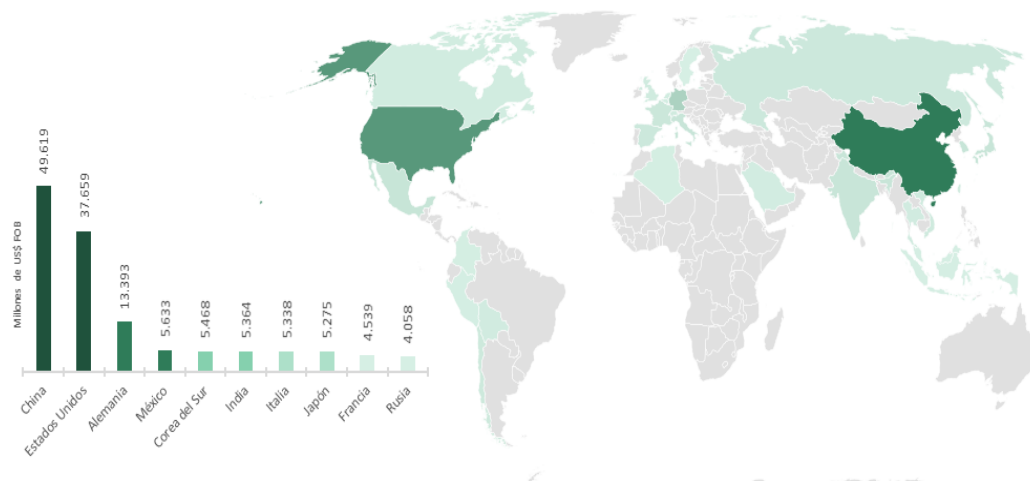 Millones de US$ FOB
49.619
37.659
13.393
5.633
5.468
5.364
5.338
5.275
4.539
4.058
China
Estados Unidos
Alemania
México
Corea del Sur
India
Italia
Japón
Francia
Rusia